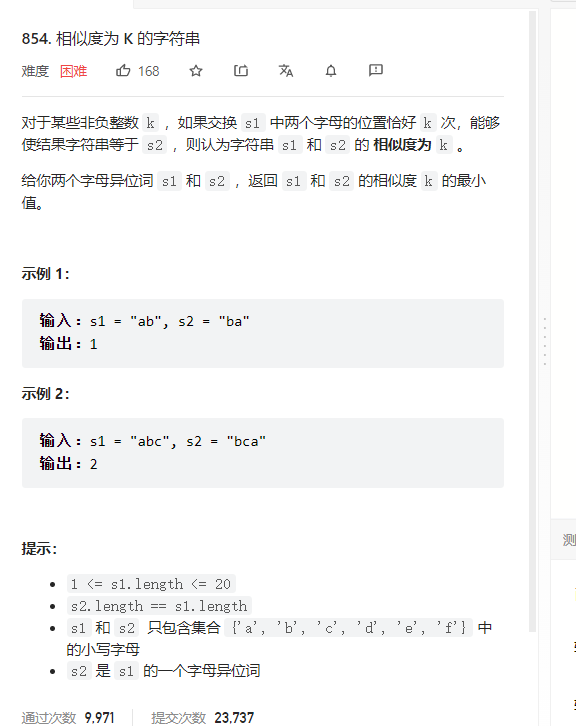 854. 相似度为 K 的字符串
难度 困难 168
对于某些非负整数 k ，如果交换 s1 中两个字母的位置恰好 k 次，能够
使结果字符串等于 s2 ，则认为字符串 s1 和 s2 的 相似度为 k 。
给你两个字母异位词 s1 和 s2 ，返回 s1 和 s2 的相似度 k 的最小
值。
示例 1：
输入：s1 = "ab", s2 = "ba"
输出：1
示例 2：
输入：s1 = "abc", s2 = "bca"
输出：2
提示：
1 <= s1.length <= 20
s2.length == s1.length
s1 和 s2 只包含集合 {'a', 'b', 'c', 'd', 'e', 'f'} 中
的小写字母
s2 是 s1 的一个字母异位词
通过次数 9,971 提交次数 23,737
测